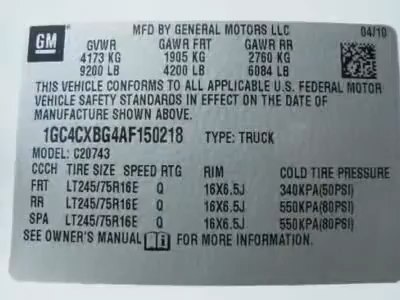 GM
MFD BY GENERAL MOTORS LLC 04/10
GVWR GAWR FRT GAWR RR
4173 KG 1905 KG 2760 KG
9200 LB 4200 LB 6084 LB
THIS VEHICLE CONFORMS TO ALL APPLICABLE U.S. FEDERAL MOTOR
VEHICLE SAFETY STANDARDS IN EFFECT ON THE DATE OF
MANUFACTURE SHOWN ABOVE.
1GC4CXBG4AF150218 TYPE: TRUCK
MODEL: C20743
CCCH TIRE SIZE SPEED RTG RIM COLD TIRE PRESSURE
FRT LT245/75R16E Q 16X6.5J 340KPA(50PSI)
RR LT245/75R16E Q 16X6.5J 550KPA(80PSI)
SPA LT245/75R16E Q 16X6.5J 550KPA(80PSI)
SEE OWNER'S MANUAL FOR MORE INFORMATION.